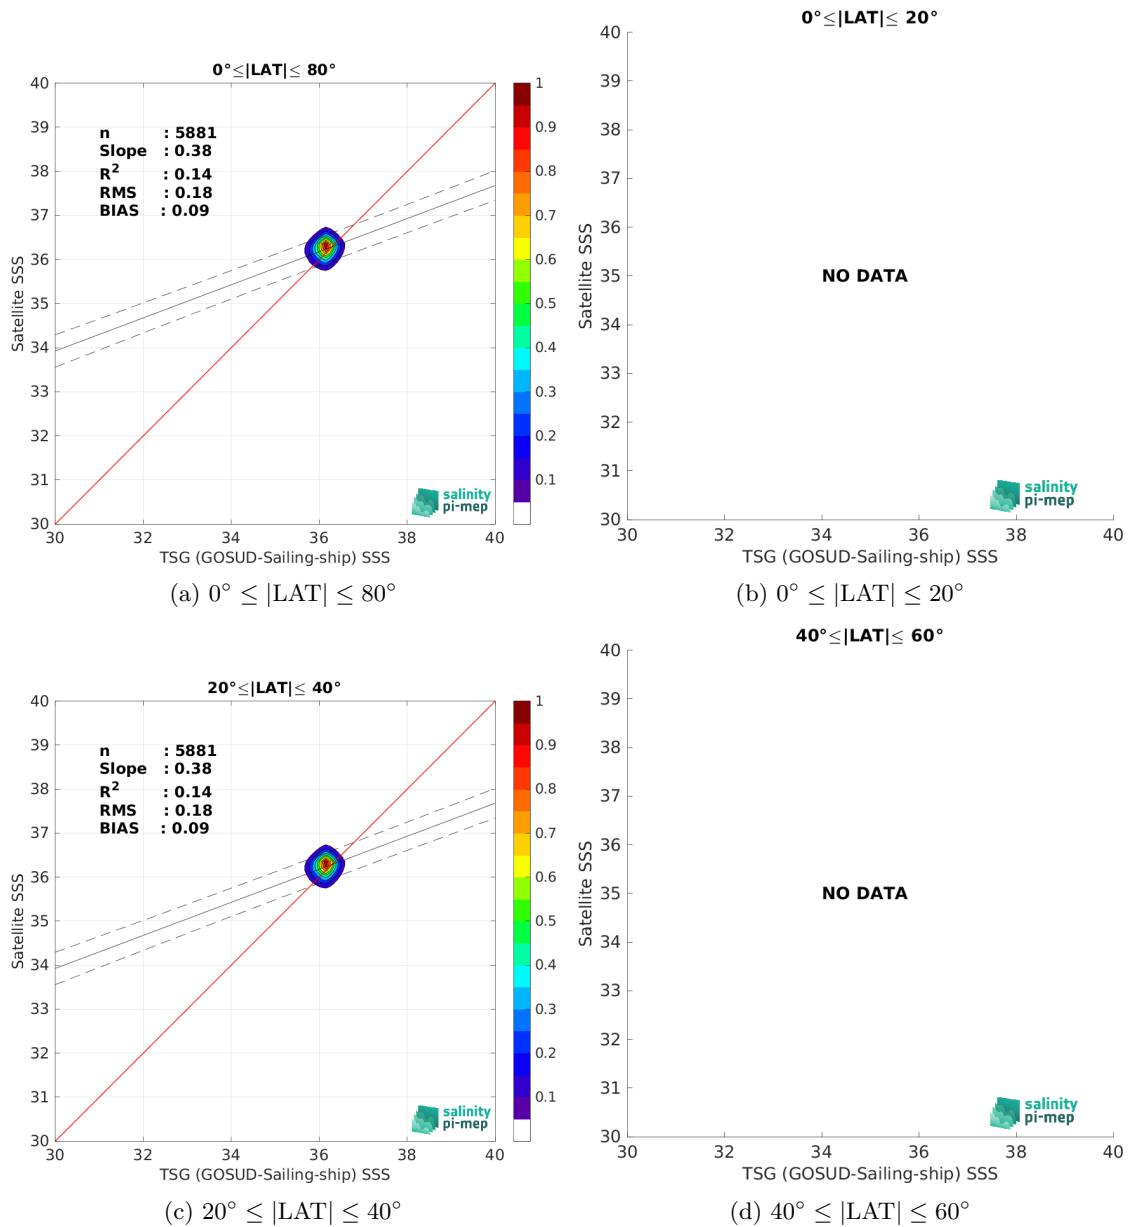 0°≤|LAT|≤ 80°
40
39
38
37
36
35
34
33
32
31
30
Satellite SSS
n : 5881
Slope : 0.38
R² : 0.14
RMS : 0.18
BIAS : 0.09
salinity
pi-mep
30 32 34 36 38 40
TSG (GOSUD-Sailing-ship) SSS
1
0.9
0.8
0.7
0.6
0.5
0.4
0.3
0.2
0.1
(a) 0° ≤ |LAT| ≤ 80°
0°≤|LAT|≤ 20°
40
39
38
37
36
35
34
33
32
31
30
Satellite SSS
NO DATA
salinity
pi-mep
30 32 34 36 38 40
TSG (GOSUD-Sailing-ship) SSS
(b) 0° ≤ |LAT| ≤ 20°
20°≤|LAT|≤ 40°
40
39
38
37
36
35
34
33
32
31
30
Satellite SSS
n : 5881
Slope : 0.38
R² : 0.14
RMS : 0.18
BIAS : 0.09
salinity
pi-mep
30 32 34 36 38 40
TSG (GOSUD-Sailing-ship) SSS
1
0.9
0.8
0.7
0.6
0.5
0.4
0.3
0.2
0.1
(c) 20° ≤ |LAT| ≤ 40°
40°≤|LAT|≤ 60°
40
39
38
37
36
35
34
33
32
31
30
Satellite SSS
NO DATA
salinity
pi-mep
30 32 34 36 38 40
TSG (GOSUD-Sailing-ship) SSS
(d) 40° ≤ |LAT| ≤ 60°